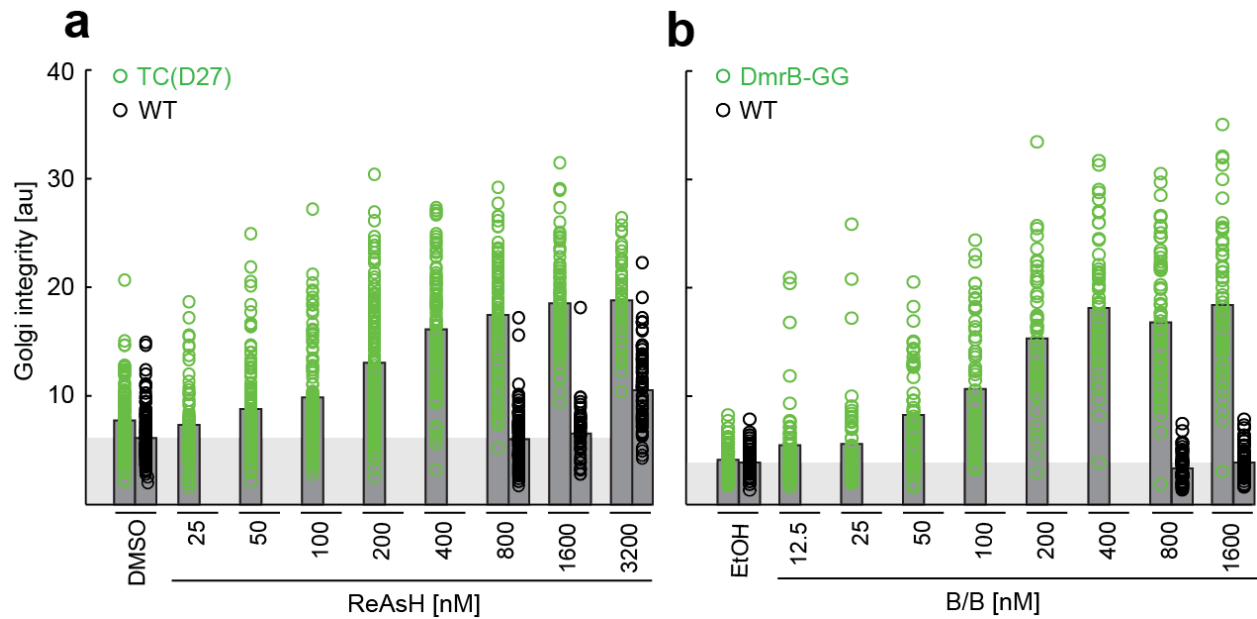 a
TC(D27)
WT
Golgi integrity [au]
40
30
20
10
DMSO
25
50
100
200
400
800
1600
3200
ReAsH [nM]
b
DmrB-GG
WT
EtOH
12.5
25
50
100
200
400
800
1600
B/B [nM]